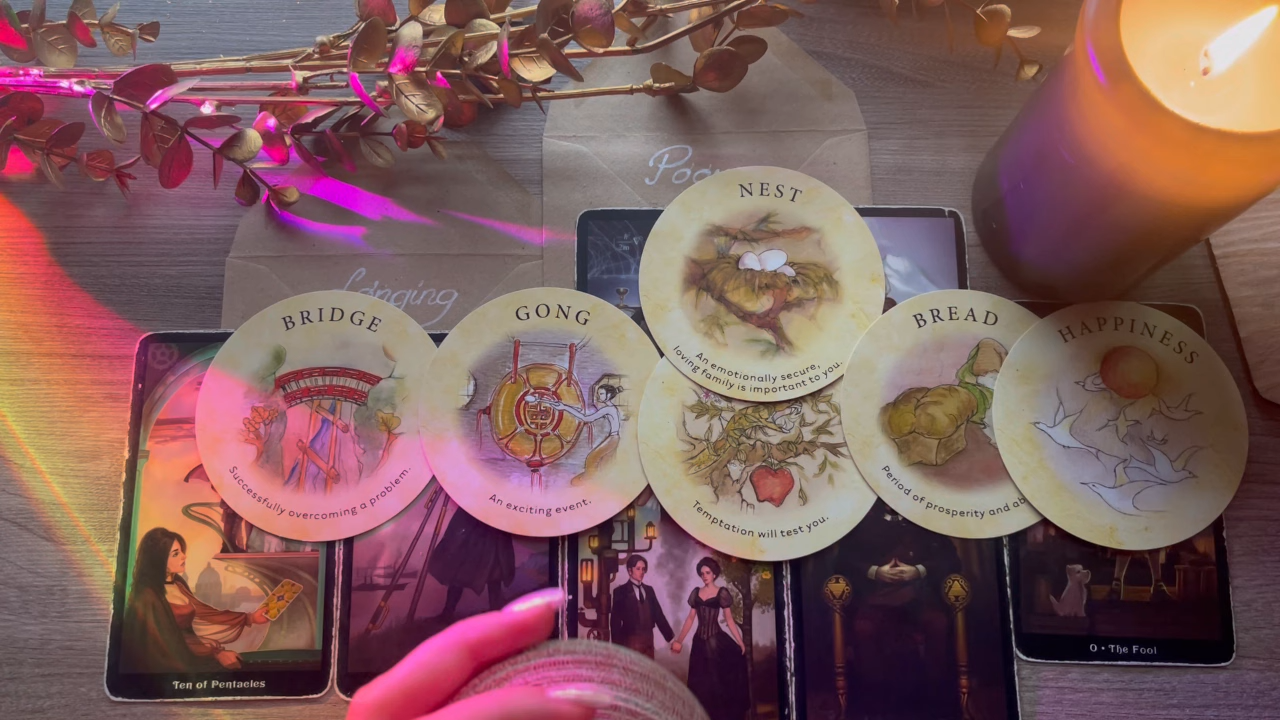 Longing
NEST
An emotionally secure,
loving family is important to you.
BRIDGE
Successfully overcoming a problem.
GONG
An exciting event.
Temptation will test you.
BREAD
Period of prosperity and
HAPPINESS
Ten of Pentacles
0 • The Fool